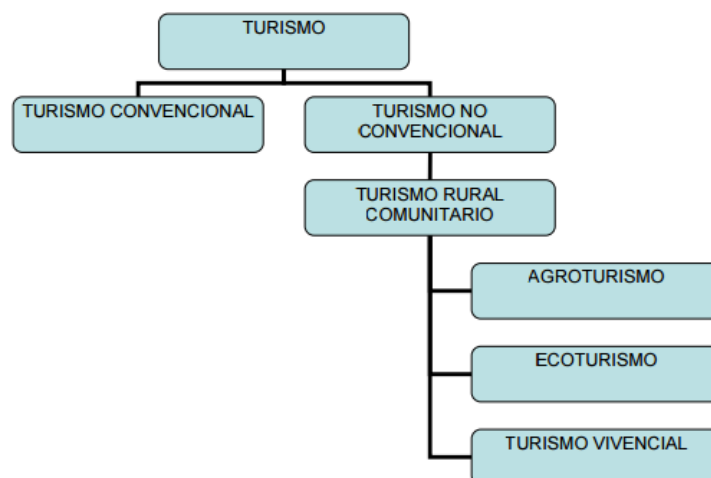 TURISMO
TURISMO CONVENCIONAL
TURISMO NO
CONVENCIONAL
TURISMO RURAL
COMUNITARIO
AGROTURISMO
ECOTURISMO
TURISMO VIVENCIAL